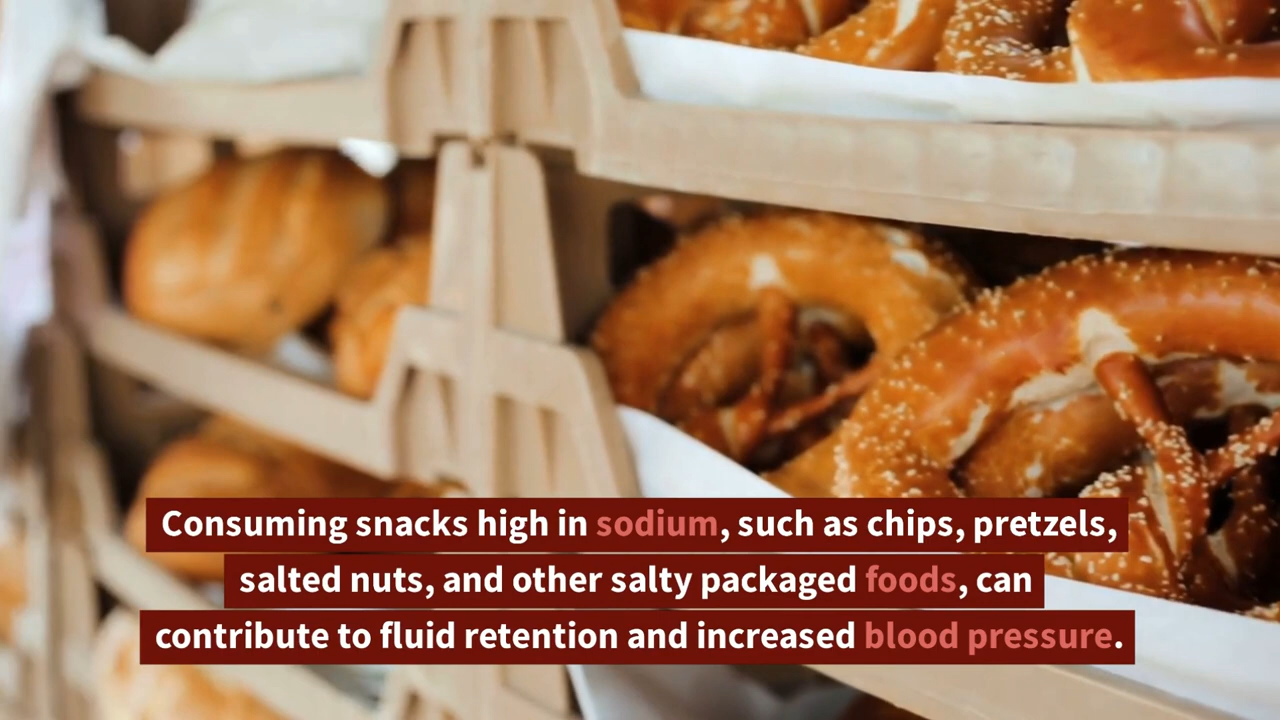 Consuming snacks high in sodium, such as chips, pretzels,
salted nuts, and other salty packaged foods, can
contribute to fluid retention and increased blood pressure.